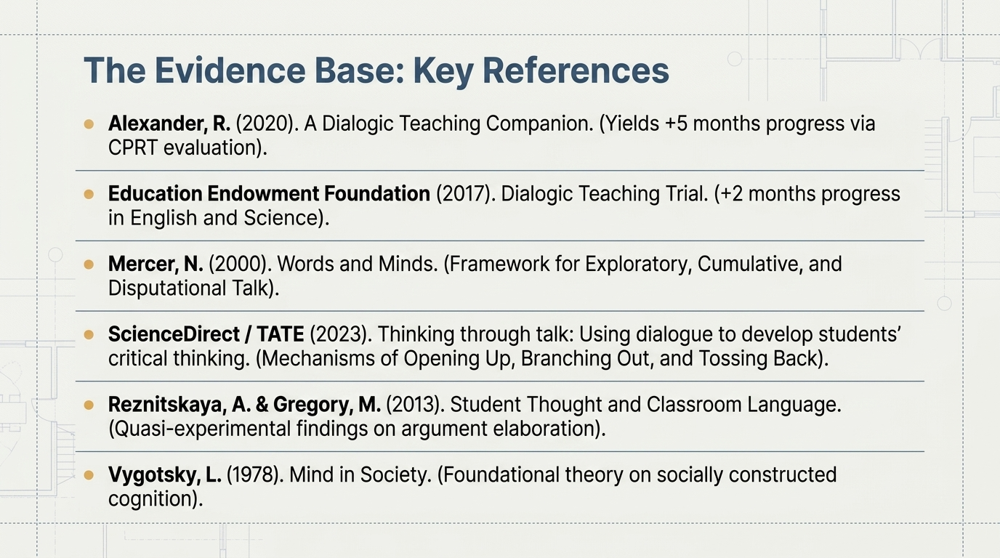 The Evidence Base: Key References
Alexander, R. (2020). A Dialogic Teaching Companion. (Yields +5 months progress via
CPRT evaluation).
Education Endowment Foundation (2017). Dialogic Teaching Trial. (+2 months progress
in English and Science).
Mercer, N. (2000). Words and Minds. (Framework for Exploratory, Cumulative, and
Disputational Talk).
ScienceDirect / TATE (2023). Thinking through talk: Using dialogue to develop students’
critical thinking. (Mechanisms of Opening Up, Branching Out, and Tossing Back).
Reznitskaya, A. & Gregory, M. (2013). Student Thought and Classroom Language.
(Quasi-experimental findings on argument elaboration).
Vygotsky, L. (1978). Mind in Society. (Foundational theory on socially constructed
cognition).